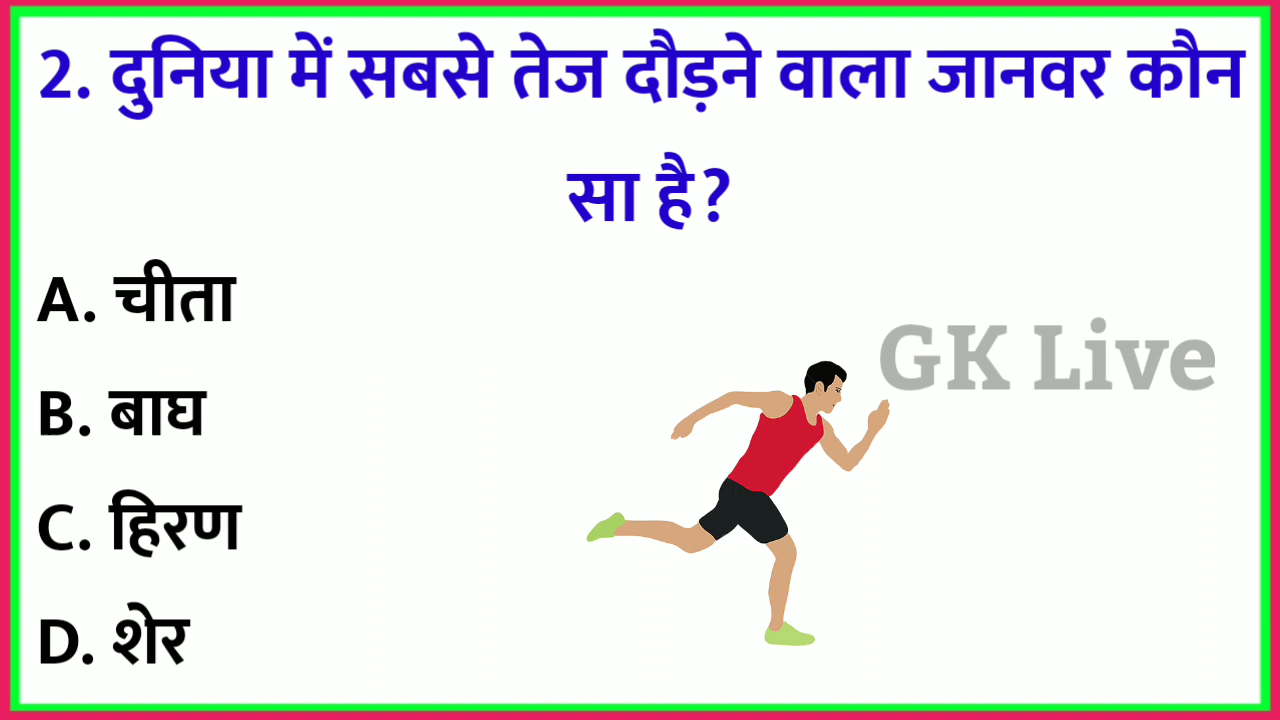 2. दुनिया में सबसे तेज दौड़ने वाला जानवर कौन
सा है?
A. चीता
GK Live
B. बाघ
C. हिरण
D. शेर